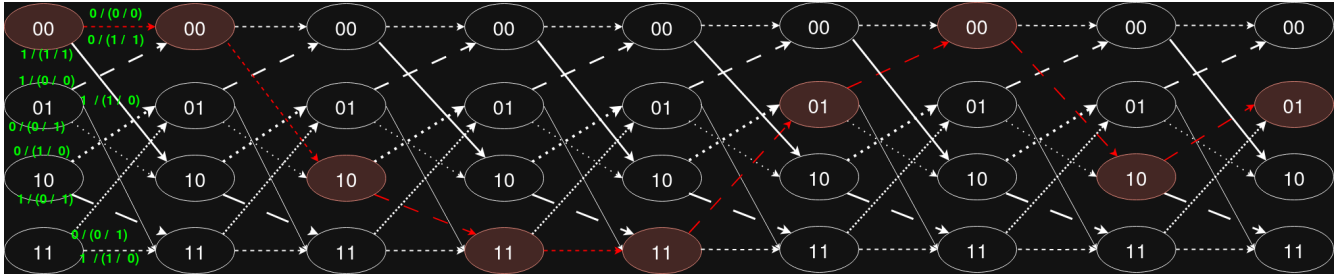 00 00 00 00 00 00 00 00 00
0 / (0 / 0)
0 / (1 / 1)
1 / (1 / 1)
1 / (0 / 0)
01 01 01 01 01 01 01 01 01
1 / (1 / 0)
0 / (0 / 1)
0 / (1 / 0)
10 10 10 10 10 10 10 10 10
1 / (0 / 1)
0 / (0 / 1)
11 11 11 11 11 11 11 11 11
1 / (1 / 0)